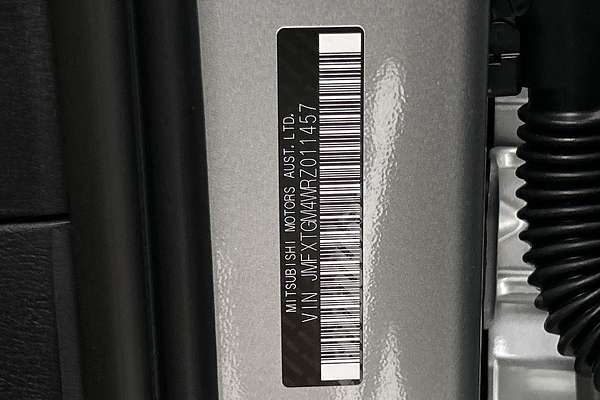 MITSUBISHI MOTORS AUST.LTD.
VIN JMFXTGM4WRZ011457